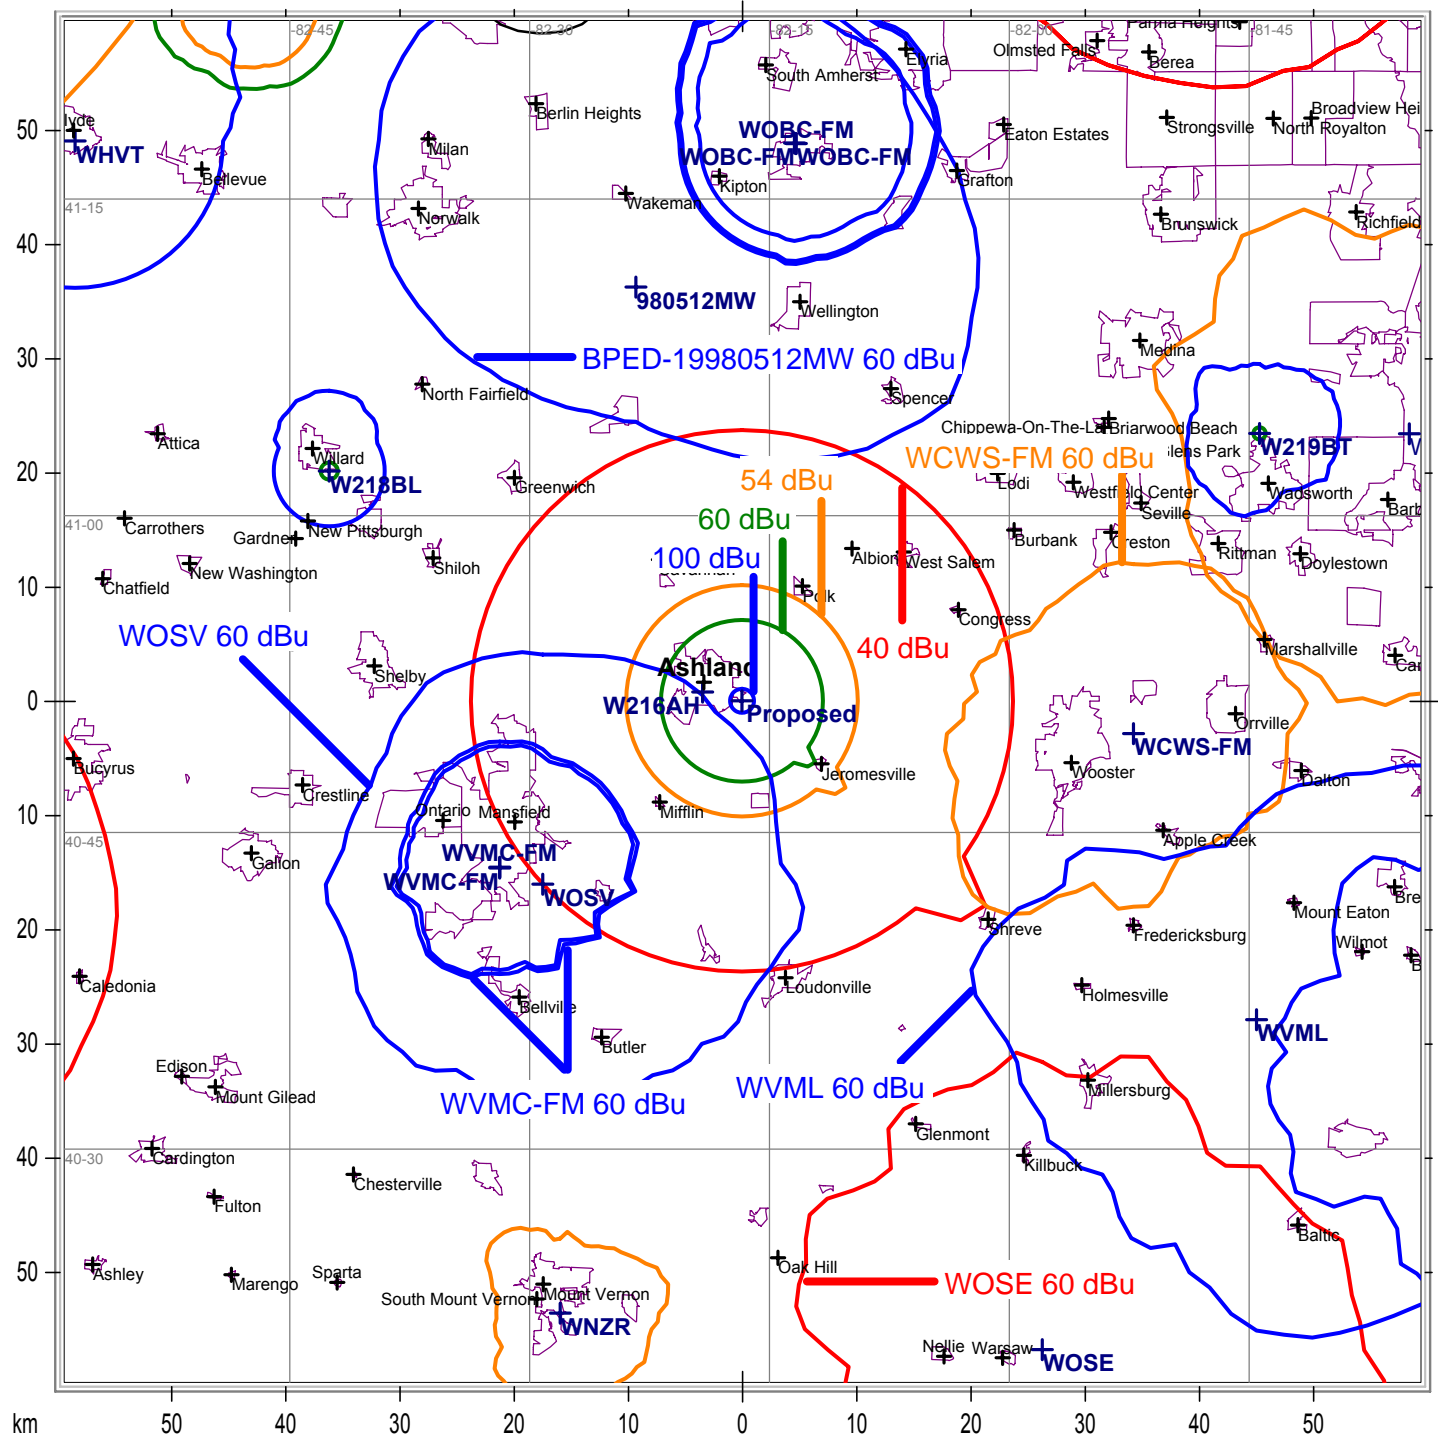 -82-45
-82-30
-82-15
-82-00
-81-45
Parma Heights
Olmsted Falls
Berea
Elyria
South Amherst
Berlin Heights
Broadview Hei
Strongsville
North Royalton
Eaton Estates
WOBC-FM
WOBC-FM
WOBC-FM
50
lyde
WHVT
Milan
Bellevue
Kipton
Grafton
Wakeman
41-15
Norwalk
Brunswick
Richfield
40
980512MW
Wellington
30
BPED-19980512MW 60 dBu
Medina
North Fairfield
Spencer
Attica
Chippewa-On-The-La
Briarwood Beach
Willard
W219BT
lens Park
WCWS-FM 60 dBu
20
W218BL
Greenwich
54 dBu
Lodi
Westfield Center
Wadsworth
Seville
Barb
60 dBu
41-00
Carrothers
New Pittsburgh
Gardner
Burbank
Creston
Rittman
Doylestown
100 dBu
Albion
West Salem
Shiloh
New Washington
10
Chatfield
Polk
Congress
WOSV 60 dBu
40 dBu
Marshallville
Shelby
Ashland
Car
0
W216AH
Proposed
Orrville
WCWS-FM
Bucyrus
Jeromesville
Wooster
Dalton
Crestline
Ontario
Mansfield
Mifflin
10
40-45
Apple Creek
Galion
WVMC-FM
WVMC-FM
WOSV
Bre
Mount Eaton
20
Shreve
Fredericksburg
Wilmot
B
Caledonia
Loudonville
Holmesville
Bellville
WVML
30
Butler
Edison
Mount Gilead
WVML 60 dBu
Millersburg
WVMC-FM 60 dBu
Glenmont
40
40-30
Cardington
Killbuck
Chesterville
Fulton
Baltic
50
Ashley
Marengo
Sparta
Oak Hill
WOSE 60 dBu
South Mount Vernon
Mount Vernon
WNZR
Nellie
Warsaw
WOSE
km
50
40
30
20
10
0
10
20
30
40
50